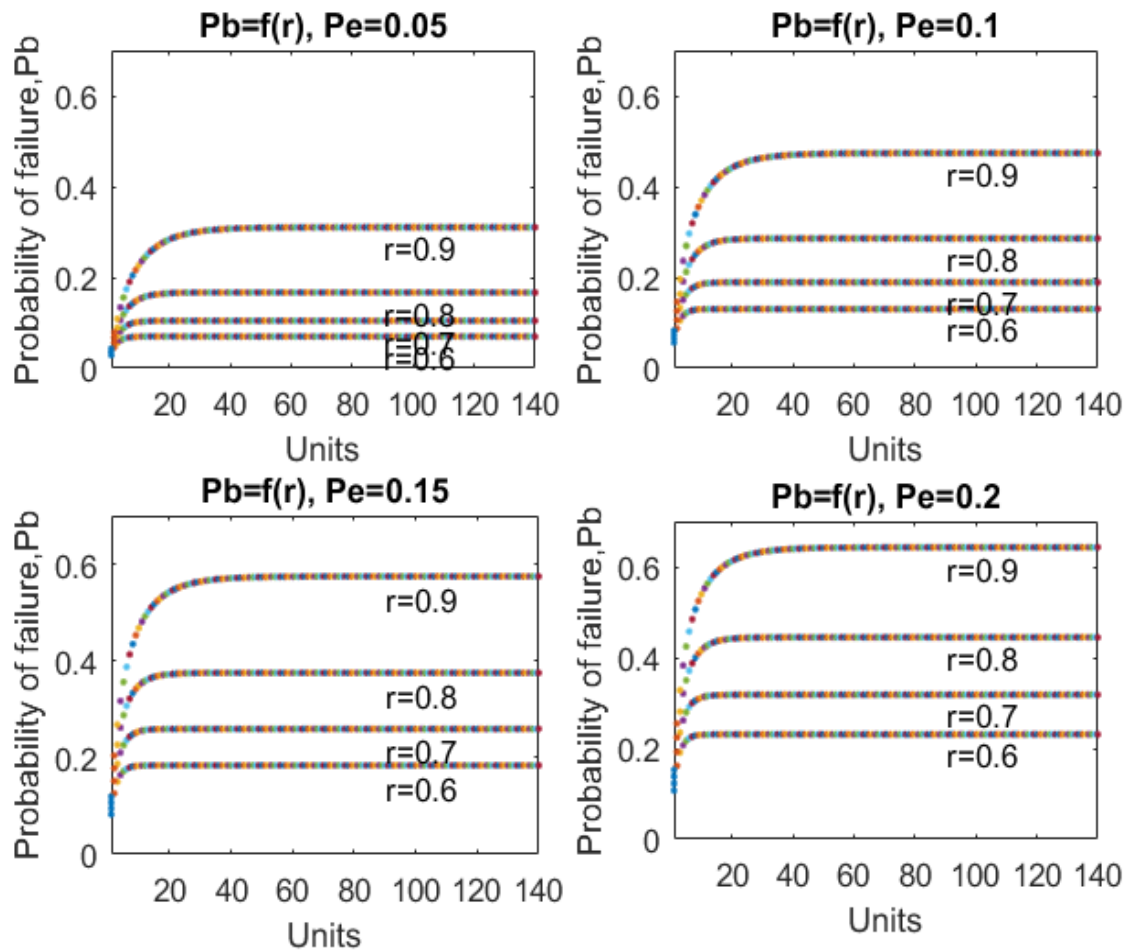 Pb=f(r), Pe=0.05
Probability of failure,Pb
0.6
0.4
0.2
0
r=0.9
r=0.8
r=0.7
r=0.6
20 40 60 80 100 120 140
Units
Pb=f(r), Pe=0.1
Probability of failure,Pb
0.6
0.4
0.2
0
r=0.9
r=0.8
r=0.7
r=0.6
20 40 60 80 100 120 140
Units
Pb=f(r), Pe=0.15
Probability of failure,Pb
0.6
0.4
0.2
0
r=0.9
r=0.8
r=0.7
r=0.6
20 40 60 80 100 120 140
Units
Pb=f(r), Pe=0.2
Probability of failure,Pb
0.6
0.4
0.2
0
r=0.9
r=0.8
r=0.7
r=0.6
20 40 60 80 100 120 140
Units